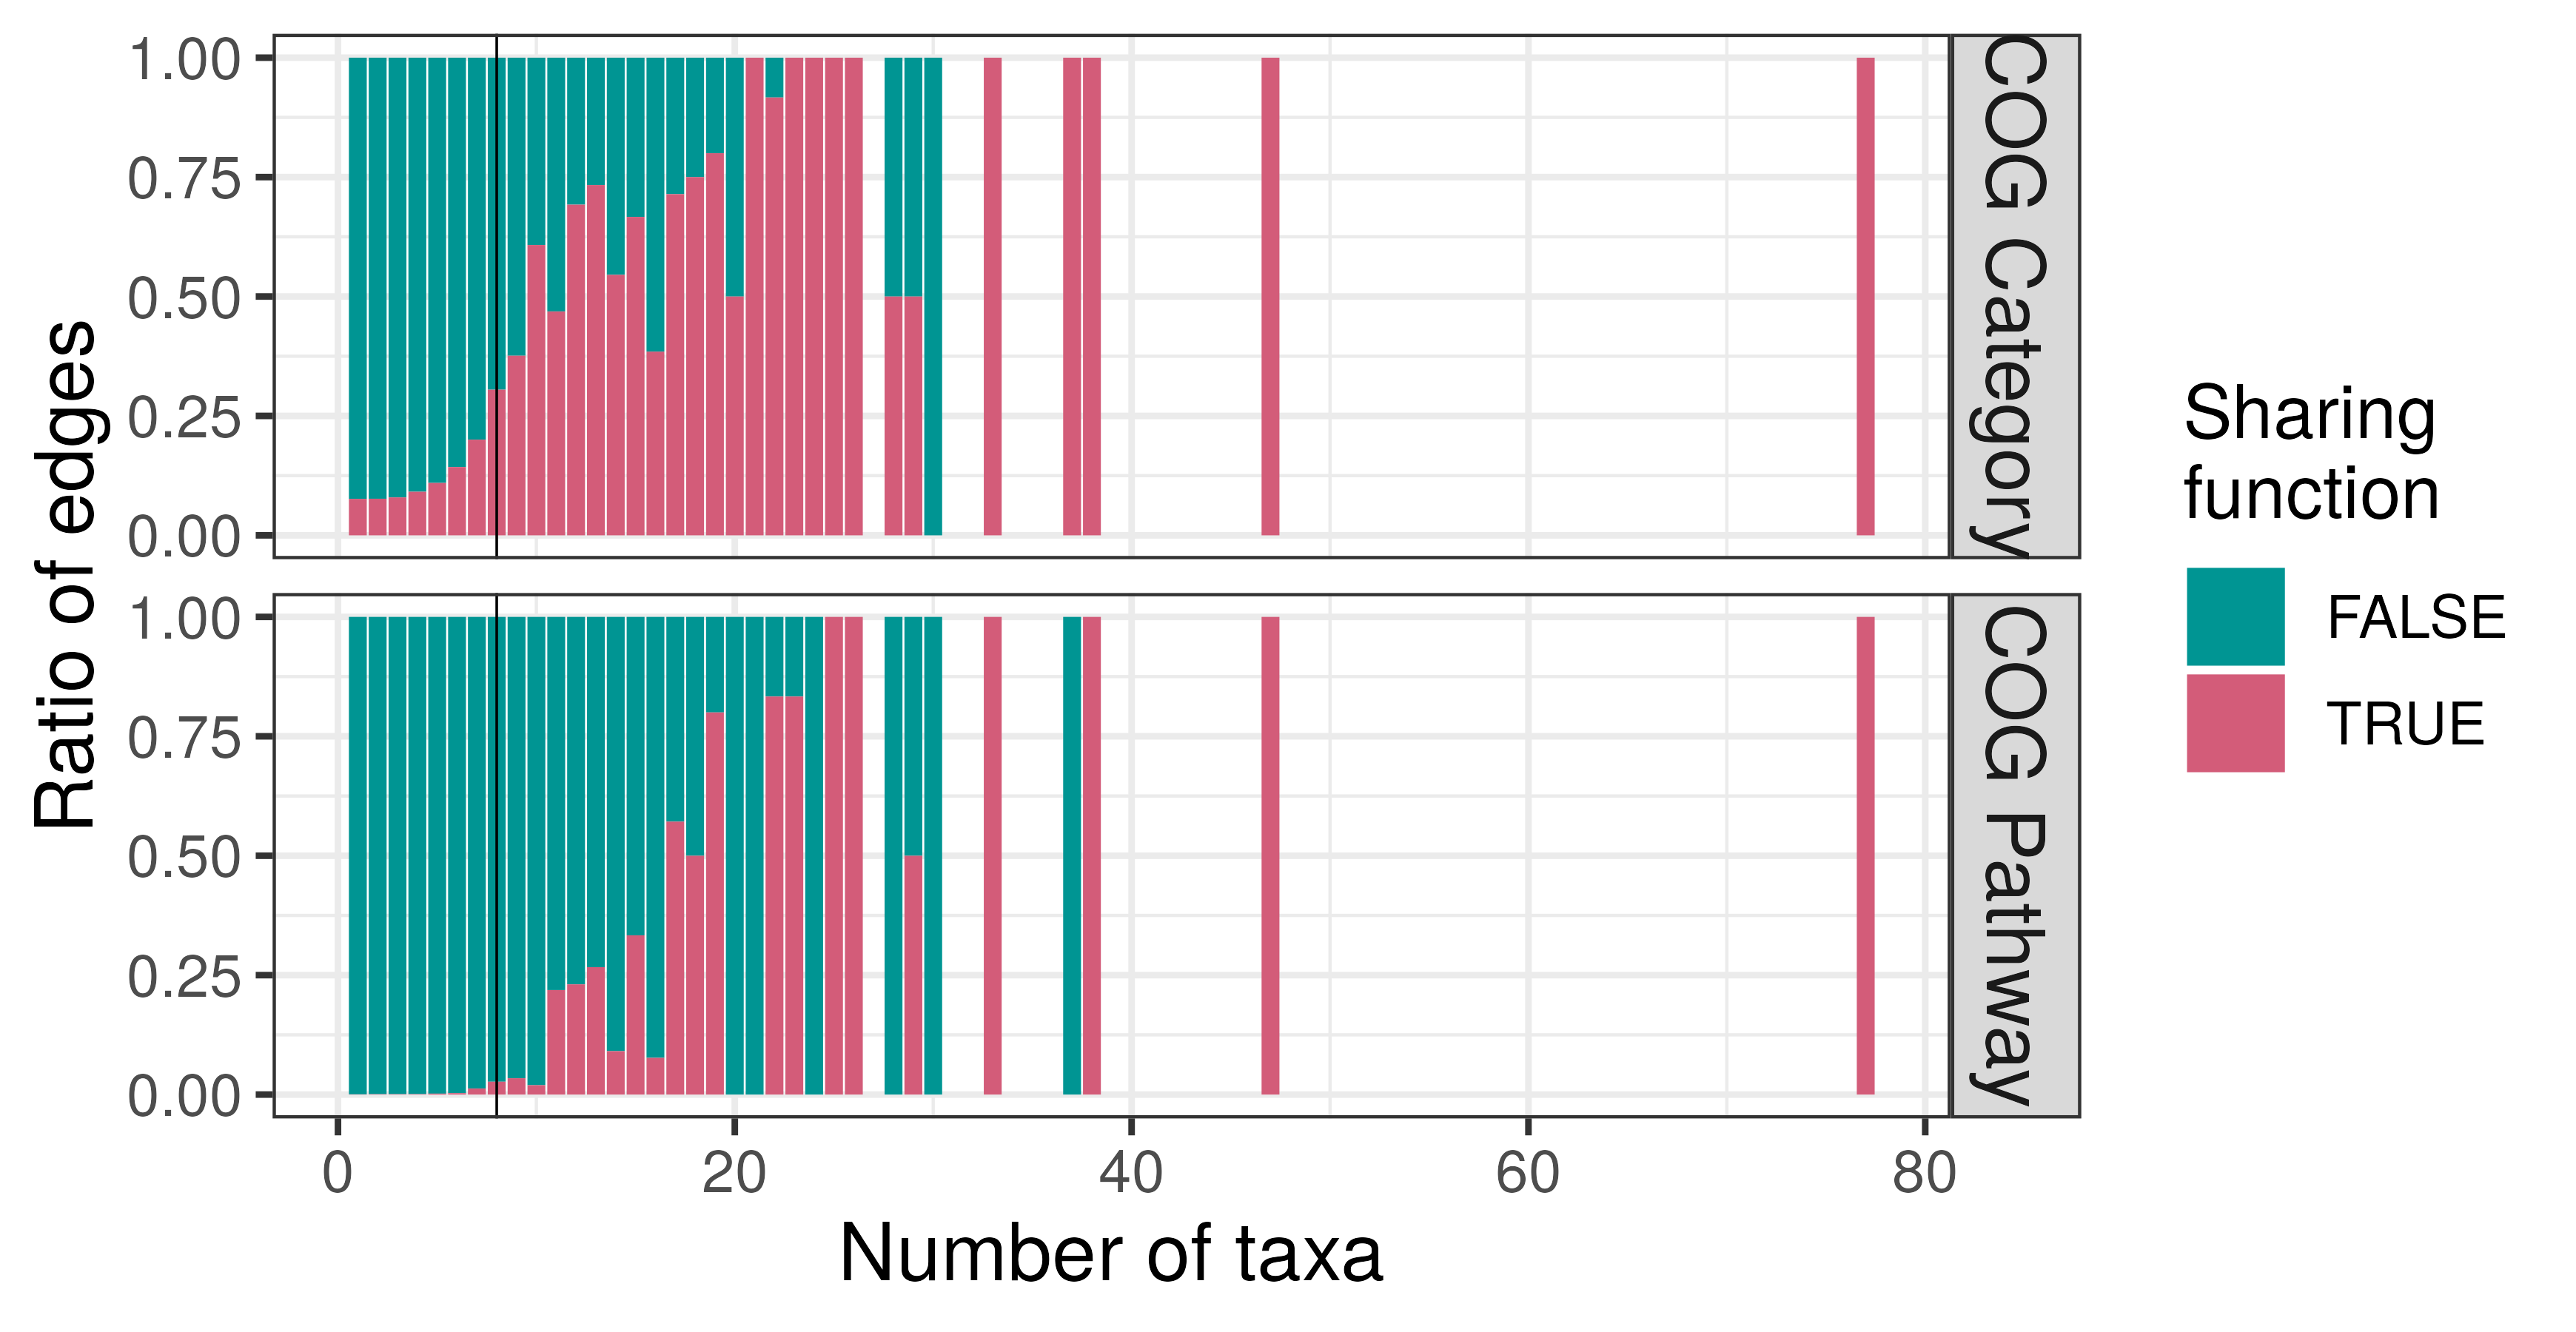 Ratio of edges
1.00
0.75
0.50
0.25
0.00
COG Category
1.00
0.75
0.50
0.25
0.00
COG Pathway
0
20
40
60
80
Number of taxa
Sharing
function
FALSE
TRUE